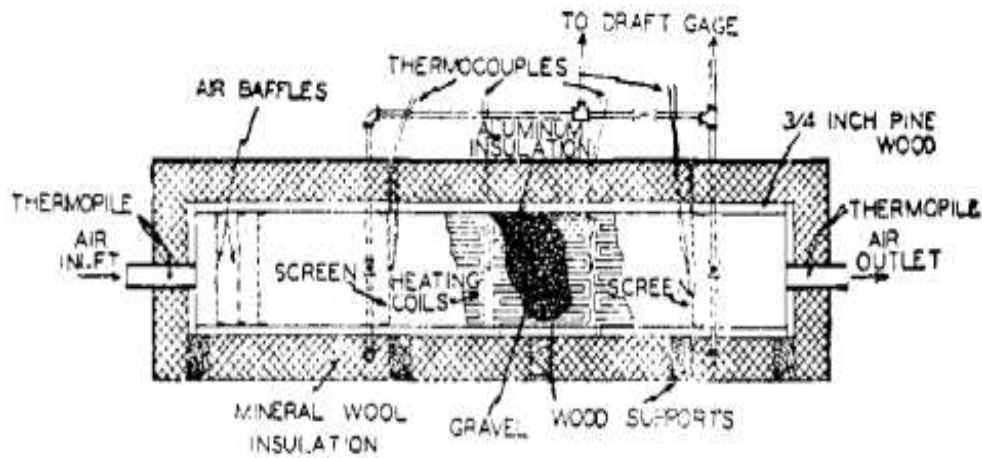 TO DRAFT GAGE
THERMOCOUPLES
AIR BAFFLES
3/4 INCH PINE
WOOD
ALUMINUM
INSULATION
THERMOPILE
THERMOPILE
AIR
INLET
AIR
OUTLET
SCREEN
HEATING
COILS
SCREEN
MINERAL WOOL
INSULATION
GRAVEL
WOOD SUPPORTS